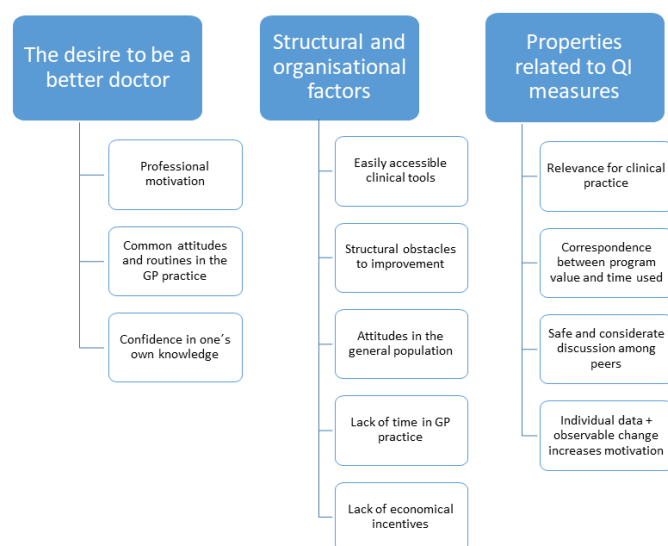 The desire to be a
better doctor
Professional
motivation
Common attitudes
and routines in the
GP practice
Confidence in one´s
own knowledge
Structural and
organisational
factors
Easily accessible
clinical tools
Structural obstacles
to improvement
Attitudes in the
general population
Lack of time in GP
practice
Lack of economical
incentives
Properties
related to QI
measures
Relevance for clinical
practice
Correspondence
between program
value and time used
Safe and considerate
discussion among
peers
Individual data +
observable change
increases motivation